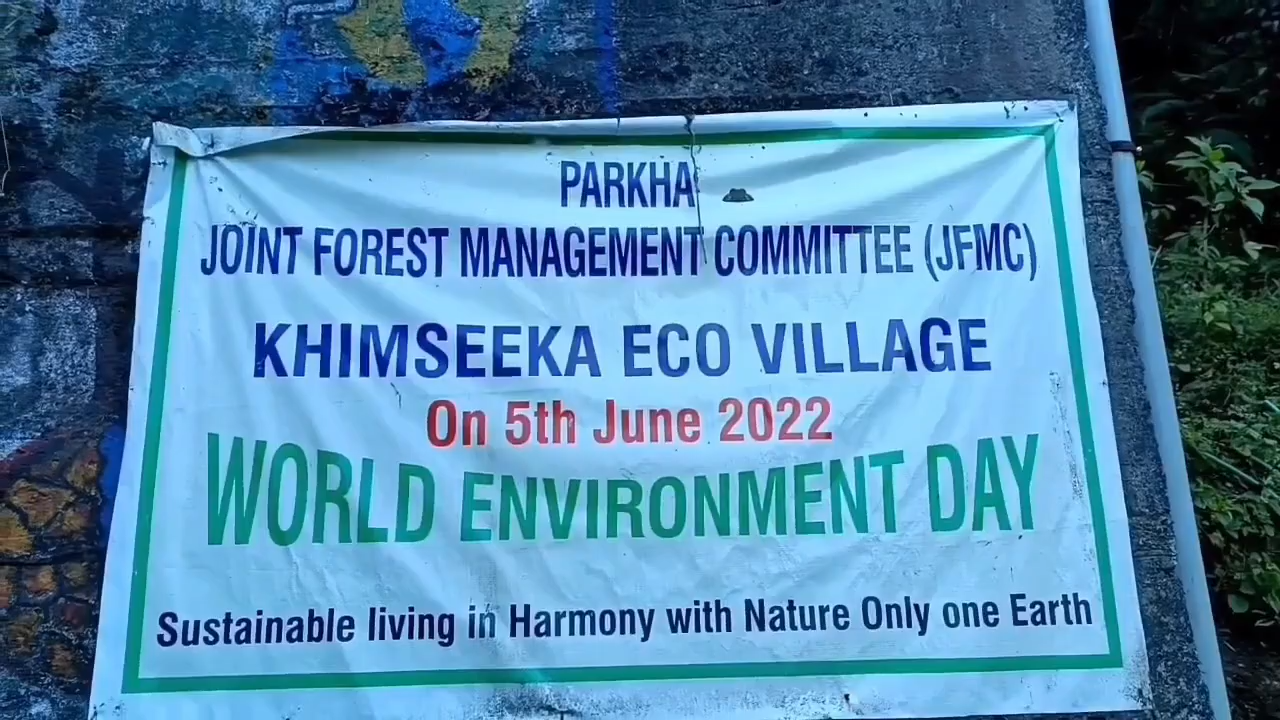 PARKHA
JOINT FOREST MANAGEMENT COMMITTEE (JFMC)
KHIMSEEKA ECO VILLAGE
On 5th June 2022
WORLD ENVIRONMENT DAY
Sustainable living in Harmony with Nature Only one Earth